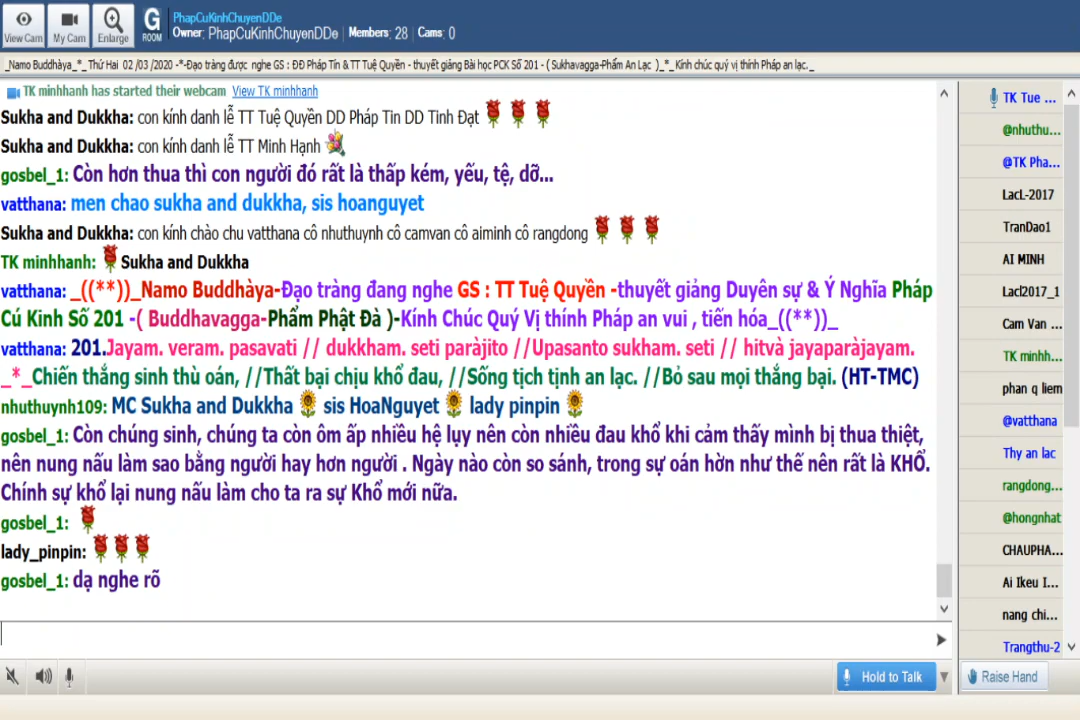 View Cam
My Cam
Enlarge
G
ROOM
PhapCuKinhChuyenDDe
Owner: PhapCuKinhChuyenDDe | Members: 28 | Cams: 0
_Namo Buddhàya_*_ Thứ Hai 02 /03 /2020 -*-Đạo tràng được nghe GS : ĐĐ Pháp Tín & TT Tuệ Quyền - thuyết giảng Bài học PCK Số 201 - ( Sukhavagga-Phẩm An Lạc )_*_ Kính chúc quý vị thính Pháp an lạc._
TK minhhanh has started their webcam View TK minhhanh
Sukha and Dukkha: con kính danh lễ TT Tuệ Quyền DD Pháp Tin DD Tinh Đạt
Sukha and Dukkha: con kính danh lễ TT Minh Hạnh
gosbel_1: Còn hơn thua thì con người đó rất là thấp kém, yếu, tệ, dỡ...
vatthana: men chao sukha and dukkha, sis hoanguyet
Sukha and Dukkha: con kính chào chu vatthana cô nhuthuynh cô camvan cô aiminh cô rangdong
TK minhhanh: Sukha and Dukkha
vatthana: _((**))_Namo Buddhàya-Đạo tràng đang nghe GS : TT Tuệ Quyền -thuyết giảng Duyên sự & Ý Nghĩa Pháp
Cú Kinh Số 201 -( Buddhavagga-Phẩm Phật Đà )-Kính Chúc Quý Vị thính Pháp an vui , tiến hóa_((**))_
vatthana: 201.Jayam. veram. pasavati // dukkham. seti paràjito //Upasanto sukham. seti // hitvà jayaparàjayam.
_*_Chiến thắng sinh thù oán, //Thất bại chịu khổ đau, //Sống tịch tịnh an lạc. //Bỏ sau mọi thắng bại. (HT-TMC)
nhuthuynh109: MC Sukha and Dukkha sis HoaNguyet lady pinpin
gosbel_1: Còn chúng sinh, chúng ta còn ôm ấp nhiều hệ lụy nên còn nhiều đau khổ khi cảm thấy mình bị thua thiệt,
nên nung nấu làm sao bằng người hay hơn người . Ngày nào còn so sánh, trong sự oán hờn như thế nên rất là KHỔ.
Chính sự khổ lại nung nấu làm cho ta ra sự Khổ mới nữa.
gosbel_1:
lady_pinpin:
gosbel_1: dạ nghe rõ
Hold to Talk
TK Tue ...
@nhuthu...
@TK Pha...
LacL-2017
TranDao1
AI MINH
Lacl2017_1
Cam Van ...
TK minhh...
phan q liem
@vatthana
Thy an lac
rangdong...
@hongnhat
CHAUPHA...
Ai Ikeu I...
nang chi...
Trangthu-2
Raise Hand